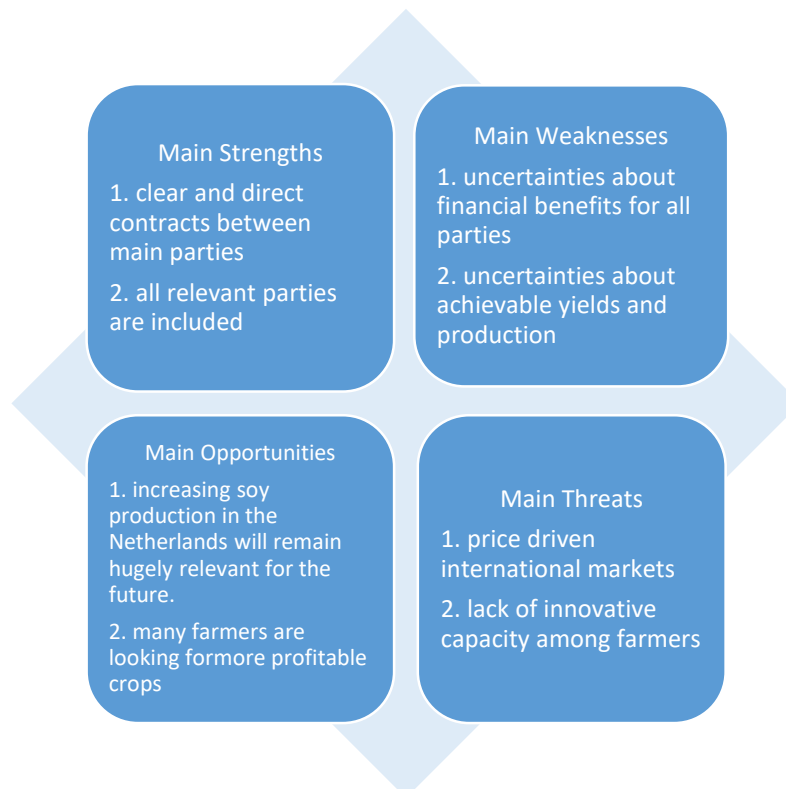 Main Strengths
1. clear and direct
contracts between
main parties
2. all relevant parties
are included
Main Weaknesses
1. uncertainties about
financial benefits for all
parties
2. uncertainties about
achievable yields and
production
Main Opportunities
1. increasing soy
production in the
Netherlands will remain
hugely relevant for the
future.
2. many farmers are
looking formore profitable
crops
Main Threats
1. price driven
international markets
2. lack of innovative
capacity among farmers